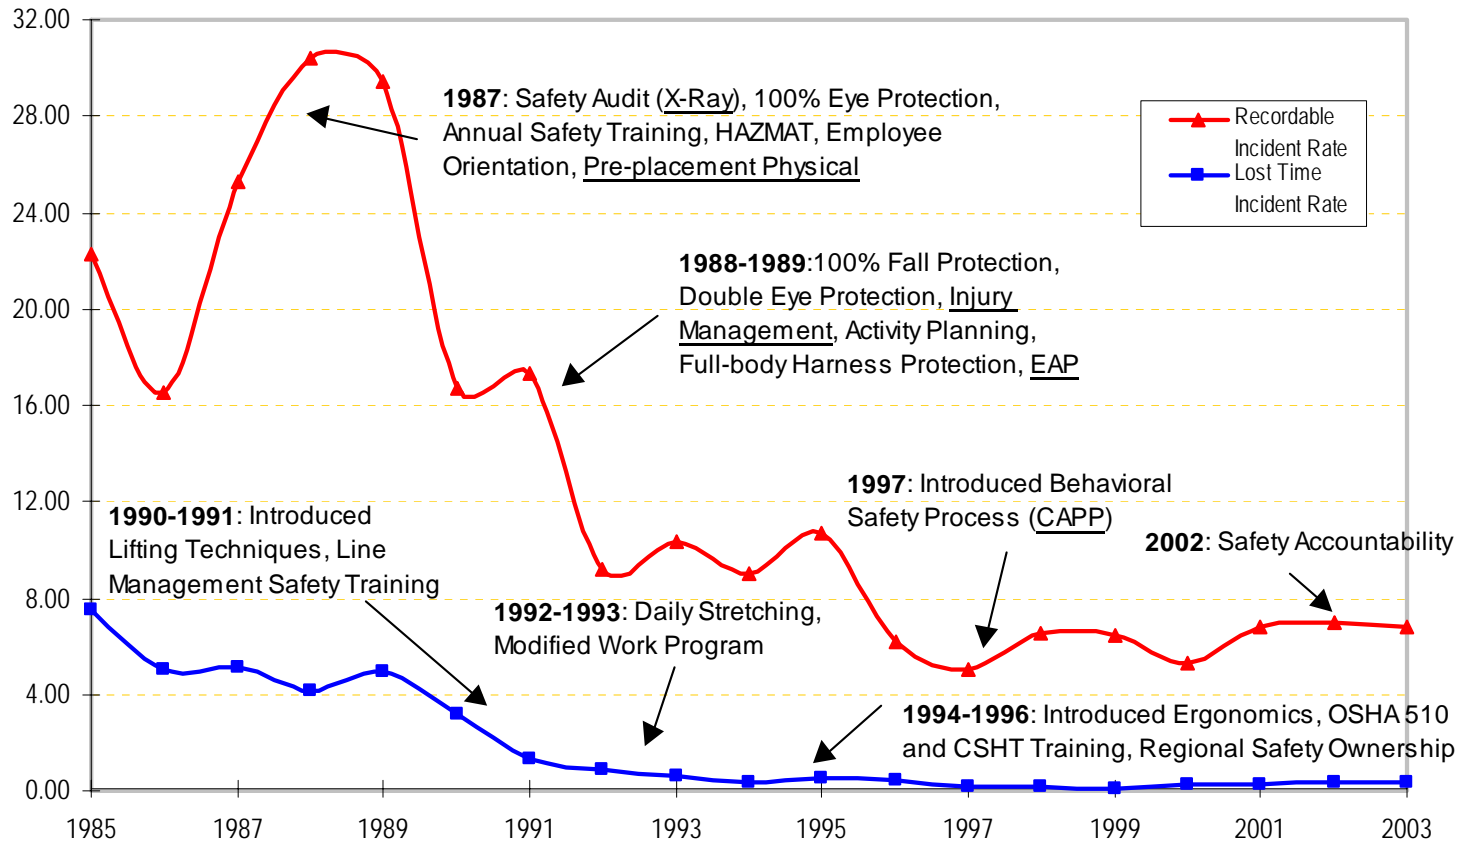 32.00
28.00
24.00
20.00
16.00
12.00
8.00
4.00
0.00
1987: Safety Audit (X-Ray), 100% Eye Protection,
Annual Safety Training, HAZMAT, Employee
Orientation, Pre-placement Physical
Recordable
Incident Rate
Lost Time
Incident Rate
1988-1989:100% Fall Protection,
Double Eye Protection, Injury
Management, Activity Planning,
Full-body Harness Protection, EAP
1997: Introduced Behavioral
Safety Process (CAPP)
2002: Safety Accountability
1990-1991: Introduced
Lifting Techniques, Line
Management Safety Training
1992-1993: Daily Stretching,
Modified Work Program
1994-1996: Introduced Ergonomics, OSHA 510
and CSHT Training, Regional Safety Ownership
1985 1987 1989 1991 1993 1995 1997 1999 2001 2003